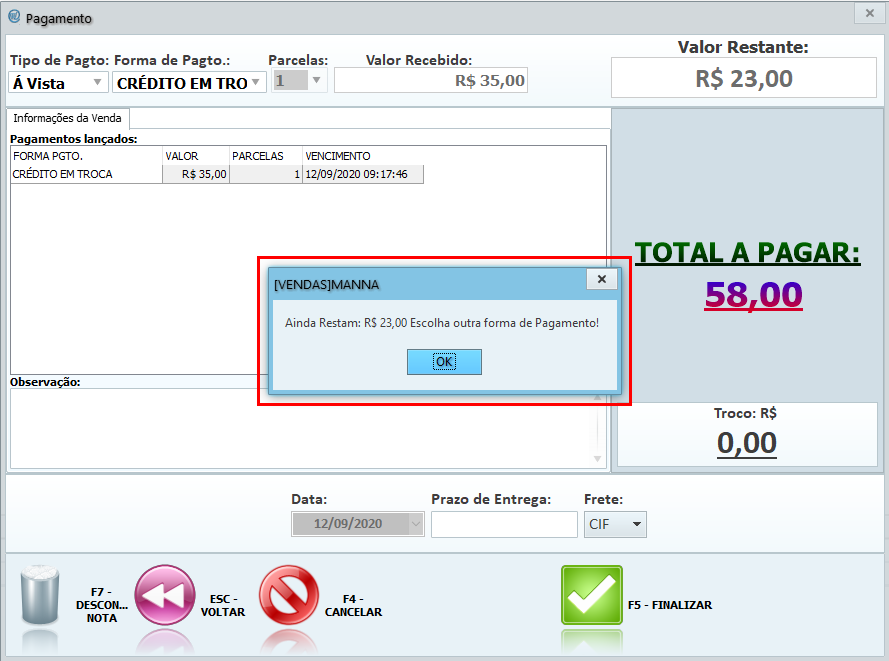 Pagamento
Tipo de Pagto: Forma de Pagto.: Parcelas: Valor Recebido: Valor Restante:
Á Vista CRÉDITO EM TRO 1 R$ 35,00 R$ 23,00
Informações da Venda
Pagamentos lançados:
FORMA PGTO. VALOR PARCELAS VENCIMENTO
CRÉDITO EM TROCA R$ 35,00 1 12/09/2020 09:17:46
TOTAL A PAGAR:
58,00
[VENDAS]MANNA
Ainda Restam: R$ 23,00 Escolha outra forma de Pagamento!
OK
Observação:
Troco: R$
0,00
Data: Prazo de Entrega: Frete:
12/09/2020 CIF
F7 -
DESCON...
NOTA
ESC -
VOLTAR
F4 -
CANCELAR
F5 - FINALIZAR